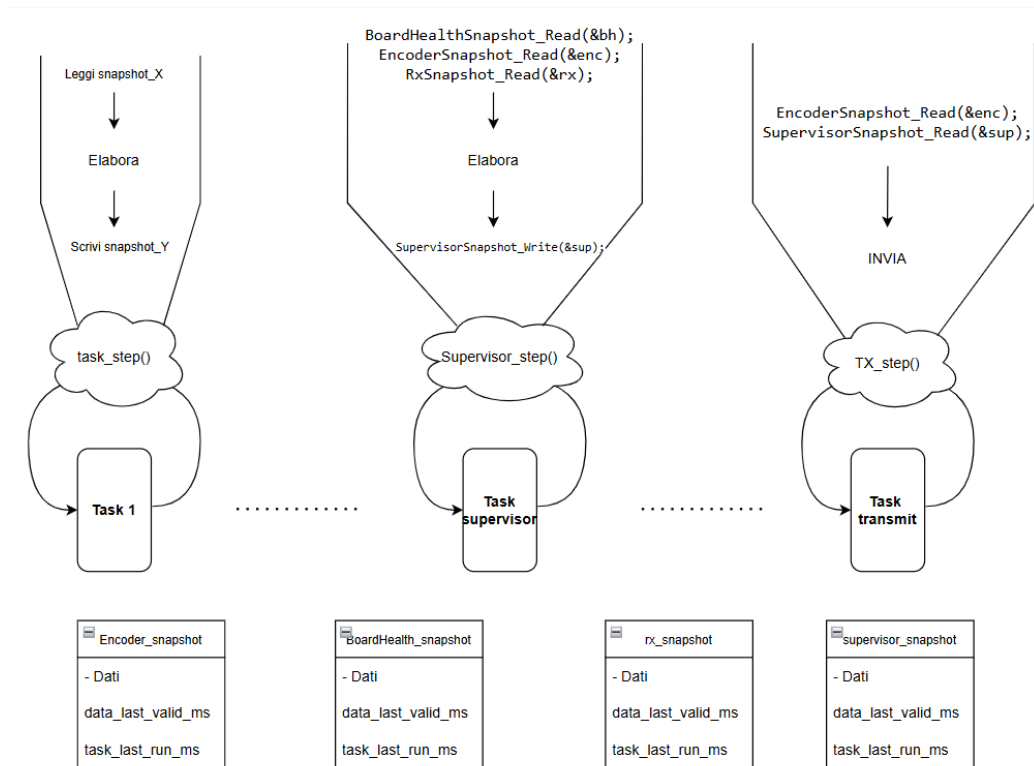 Leggi snapshot_X
Elabora
Scrivi snapshot_Y
task_step()
Task 1
BoardHealthSnapshot_Read(&bh);
EncoderSnapshot_Read(&enc);
RxSnapshot_Read(&rx);
Elabora
SupervisorSnapshot_Write(&sup);
Supervisor_step()
Task
supervisor
EncoderSnapshot_Read(&enc);
SupervisorSnapshot_Read(&sup);
INVIA
TX_step()
Task
transmit
Encoder_snapshot
- Dati
data_last_valid_ms
task_last_run_ms
BoardHealth_snapshot
- Dati
data_last_valid_ms
task_last_run_ms
rx_snapshot
- Dati
data_last_valid_ms
task_last_run_ms
supervisor_snapshot
- Dati
data_last_valid_ms
task_last_run_ms